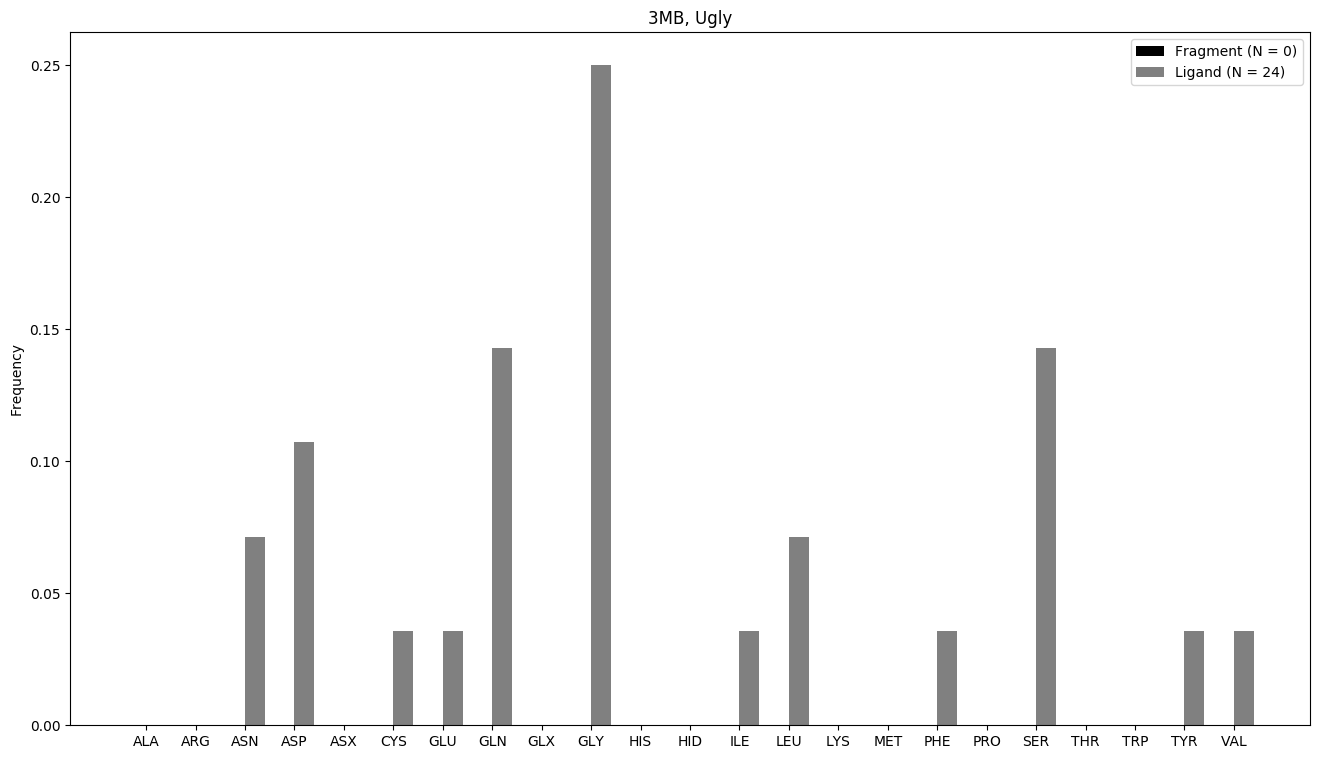 3MB, Ugly
Fragment (N = 0)
Ligand (N = 24)
Frequency
0.25
0.20
0.15
0.10
0.05
0.00
ALA ARG ASN ASP ASX CYS GLU GLN GLX GLY HIS HID ILE LEU LYS MET PHE PRO SER THR TRP TYR VAL